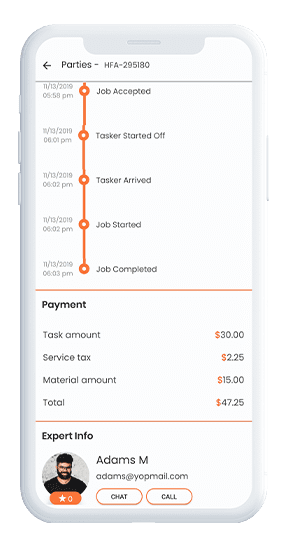 Parties - HFA-295180
11/13/2019
05:58 pm
Job Accepted
11/13/2019
06:01 pm
Tasker Started Off
11/13/2019
06:02 pm
Tasker Arrived
11/13/2019
06:02 pm
Job Started
11/13/2019
06:03 pm
Job Completed
Payment
Task amount $30.00
Service tax $2.25
Material amount $15.00
Total $47.25
Expert Info
Adams M
adams@yopmail.com
★ 0
CHAT CALL